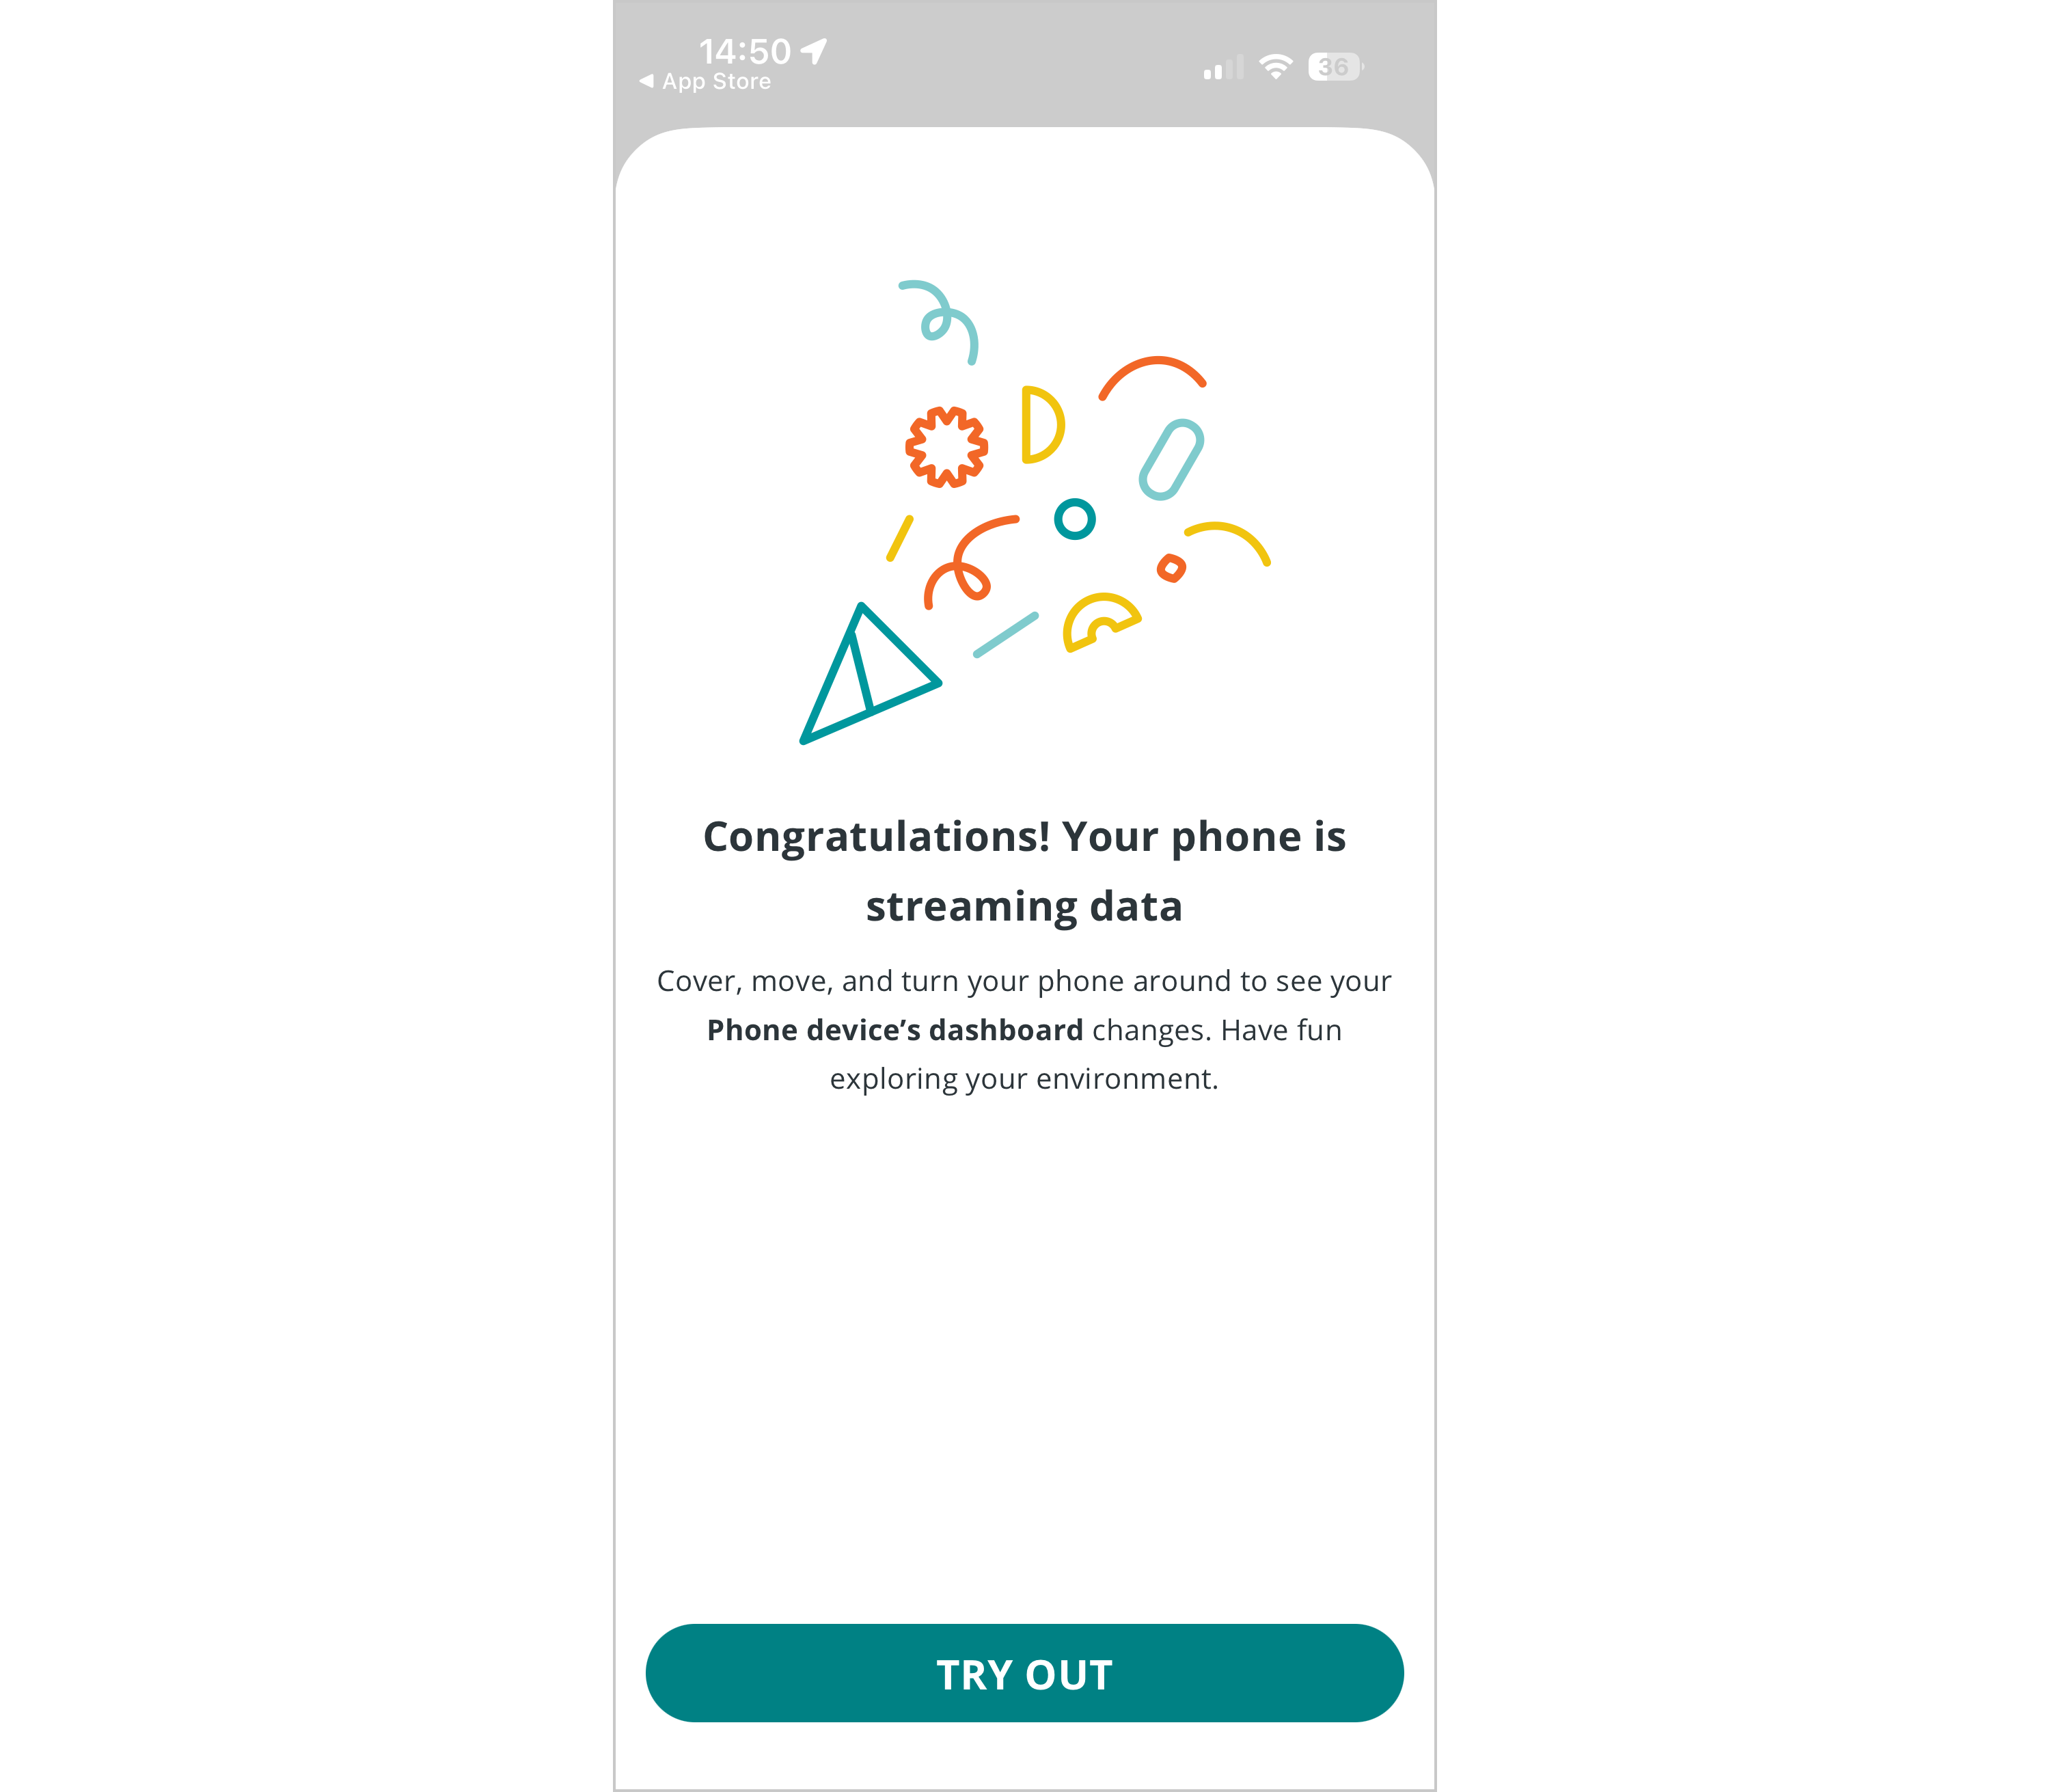 14:50
App Store
36
Congratulations! Your phone is
streaming data
Cover, move, and turn your phone around to see your
Phone device’s dashboard changes. Have fun
exploring your environment.
TRY OUT